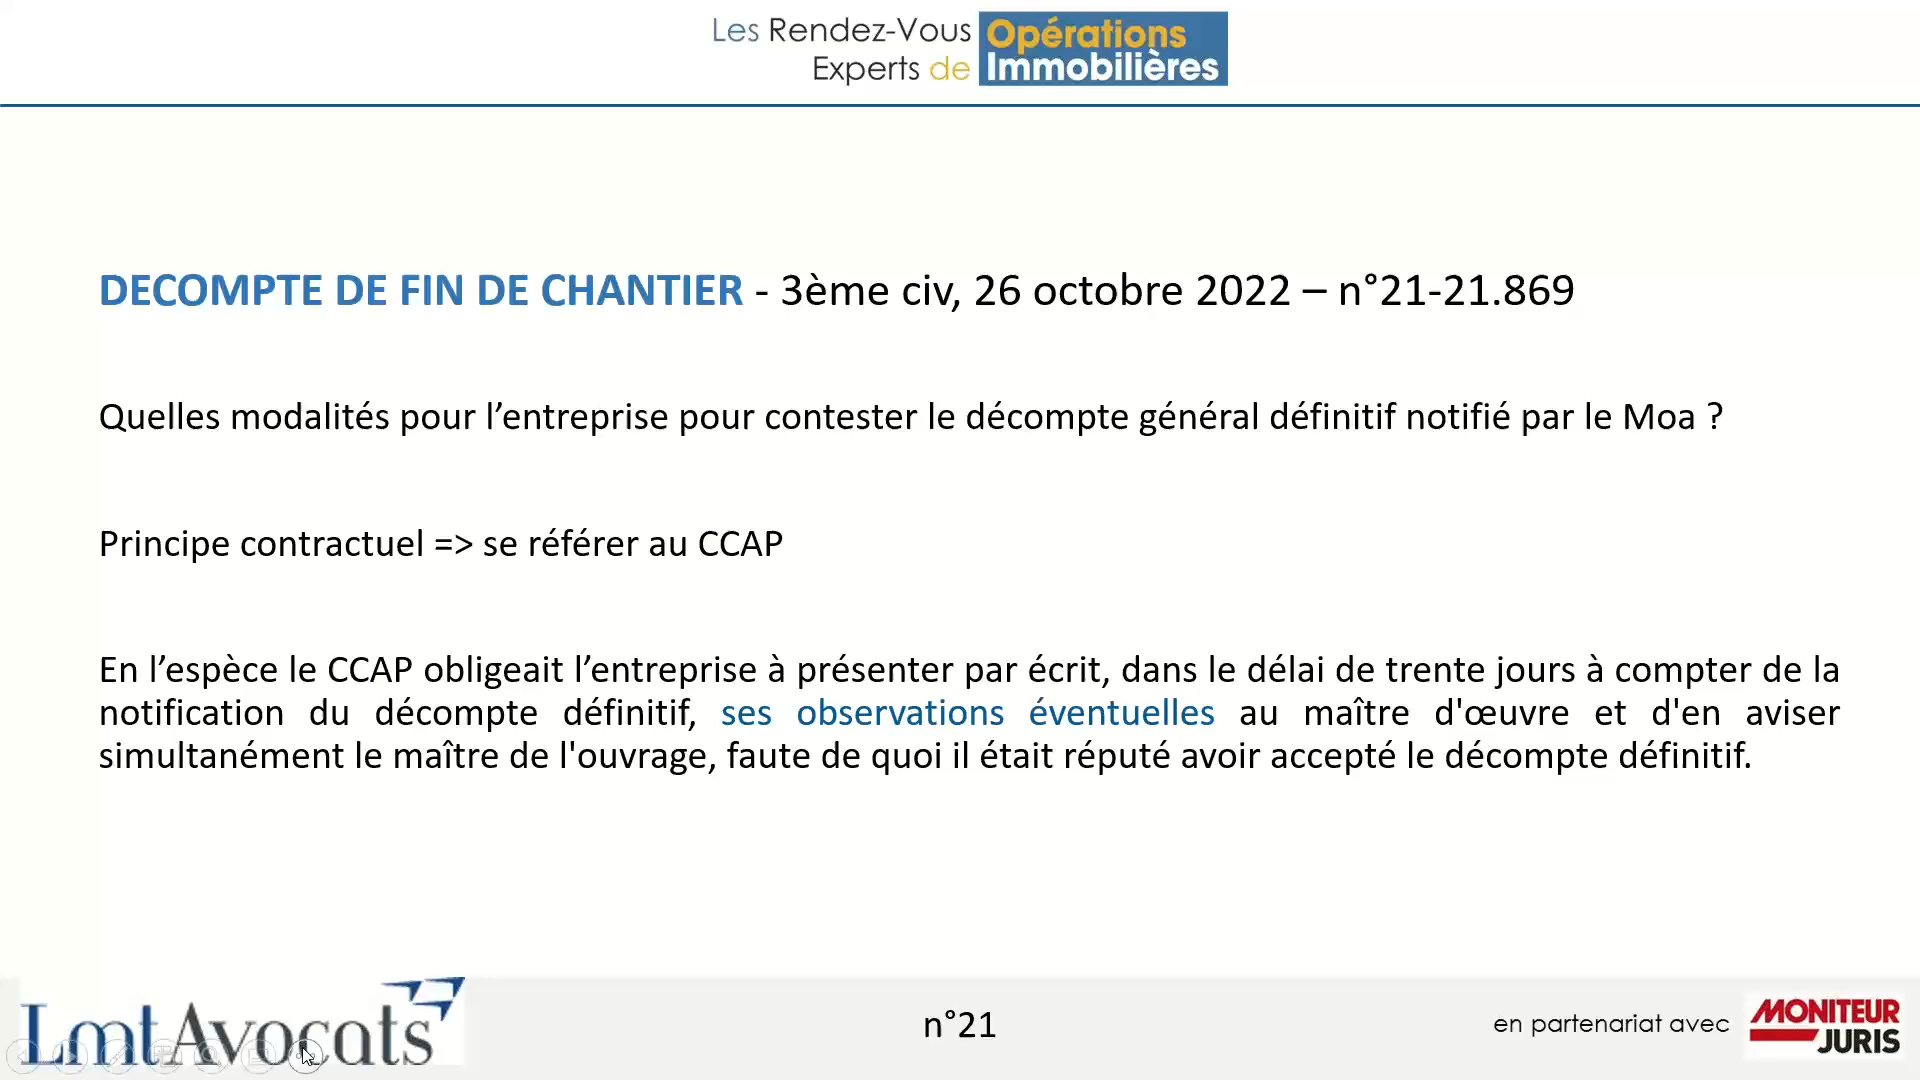 Les Rendez-Vous
Experts de
Opérations
Immobilières
DECOMPTE DE FIN DE CHANTIER - 3ème civ, 26 octobre 2022 – n°21-21.869
Quelles modalités pour l’entreprise pour contester le décompte général définitif notifié par le Moa ?
Principe contractuel => se référer au CCAP
En l’espèce le CCAP obligeait l’entreprise à présenter par écrit, dans le délai de trente jours à compter de la
notification du décompte définitif, ses observations éventuelles au maître d'œuvre et d'en aviser
simultanément le maître de l'ouvrage, faute de quoi il était réputé avoir accepté le décompte définitif.
LmtAvocats
n°21
en partenariat avec
MONITEUR
JURIS